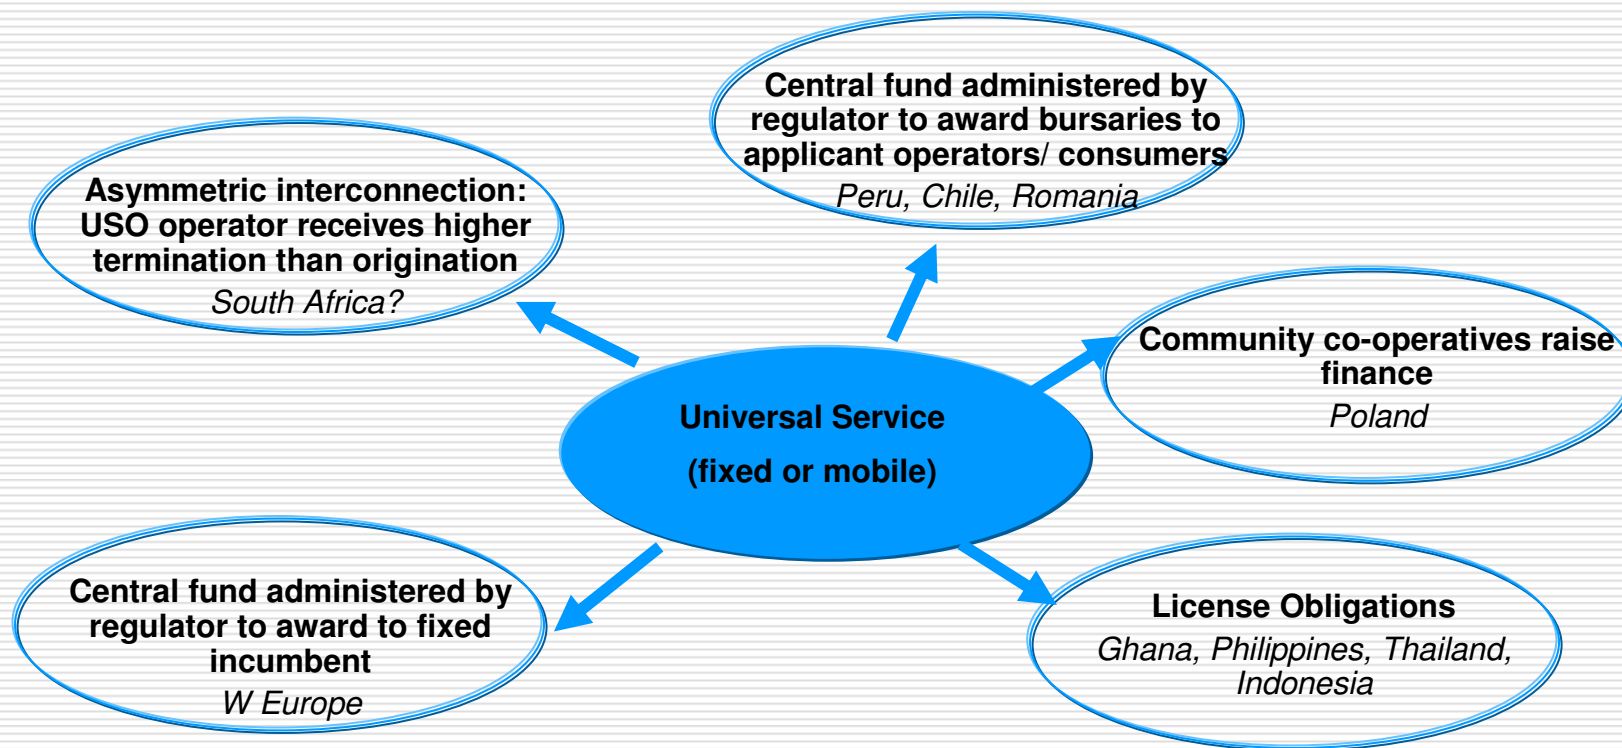 Central fund administered by
regulator to award bursaries to
applicant operators/ consumers
Peru, Chile, Romania
Asymmetric interconnection:
USO operator receives higher
termination than origination
South Africa?
Community co-operatives raise
finance
Poland
Universal Service
(fixed or mobile)
Central fund administered by
regulator to award to fixed
incumbent
W Europe
License Obligations
Ghana, Philippines, Thailand,
Indonesia